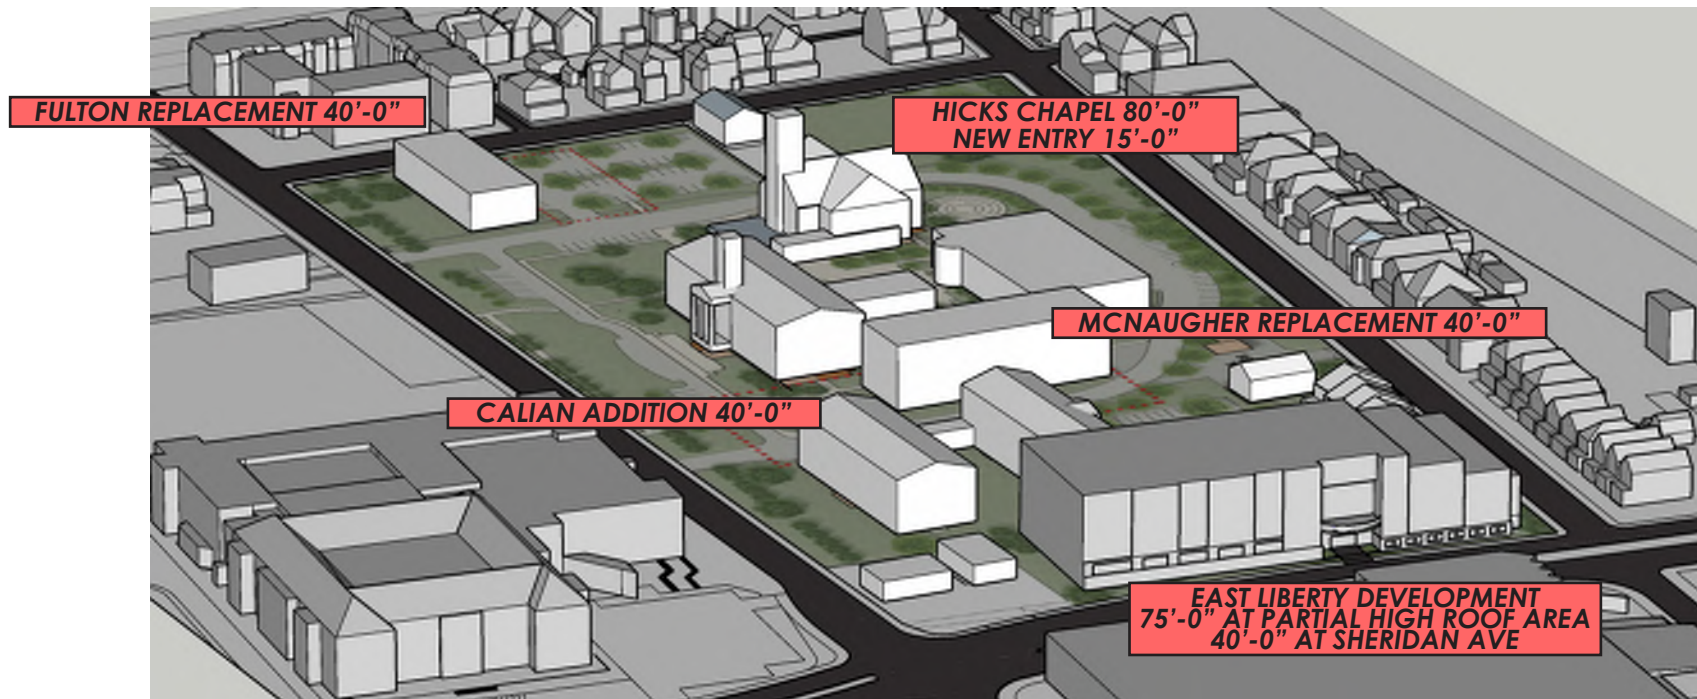 FULTON REPLACEMENT 40'-0"
HICKS CHAPEL 80'-0"
NEW ENTRY 15'-0"
MCNAUGHER REPLACEMENT 40'-0"
CALIAN ADDITION 40'-0"
EAST LIBERTY DEVELOPMENT
75'-0" AT PARTIAL HIGH ROOF AREA
40'-0" AT SHERIDAN AVE